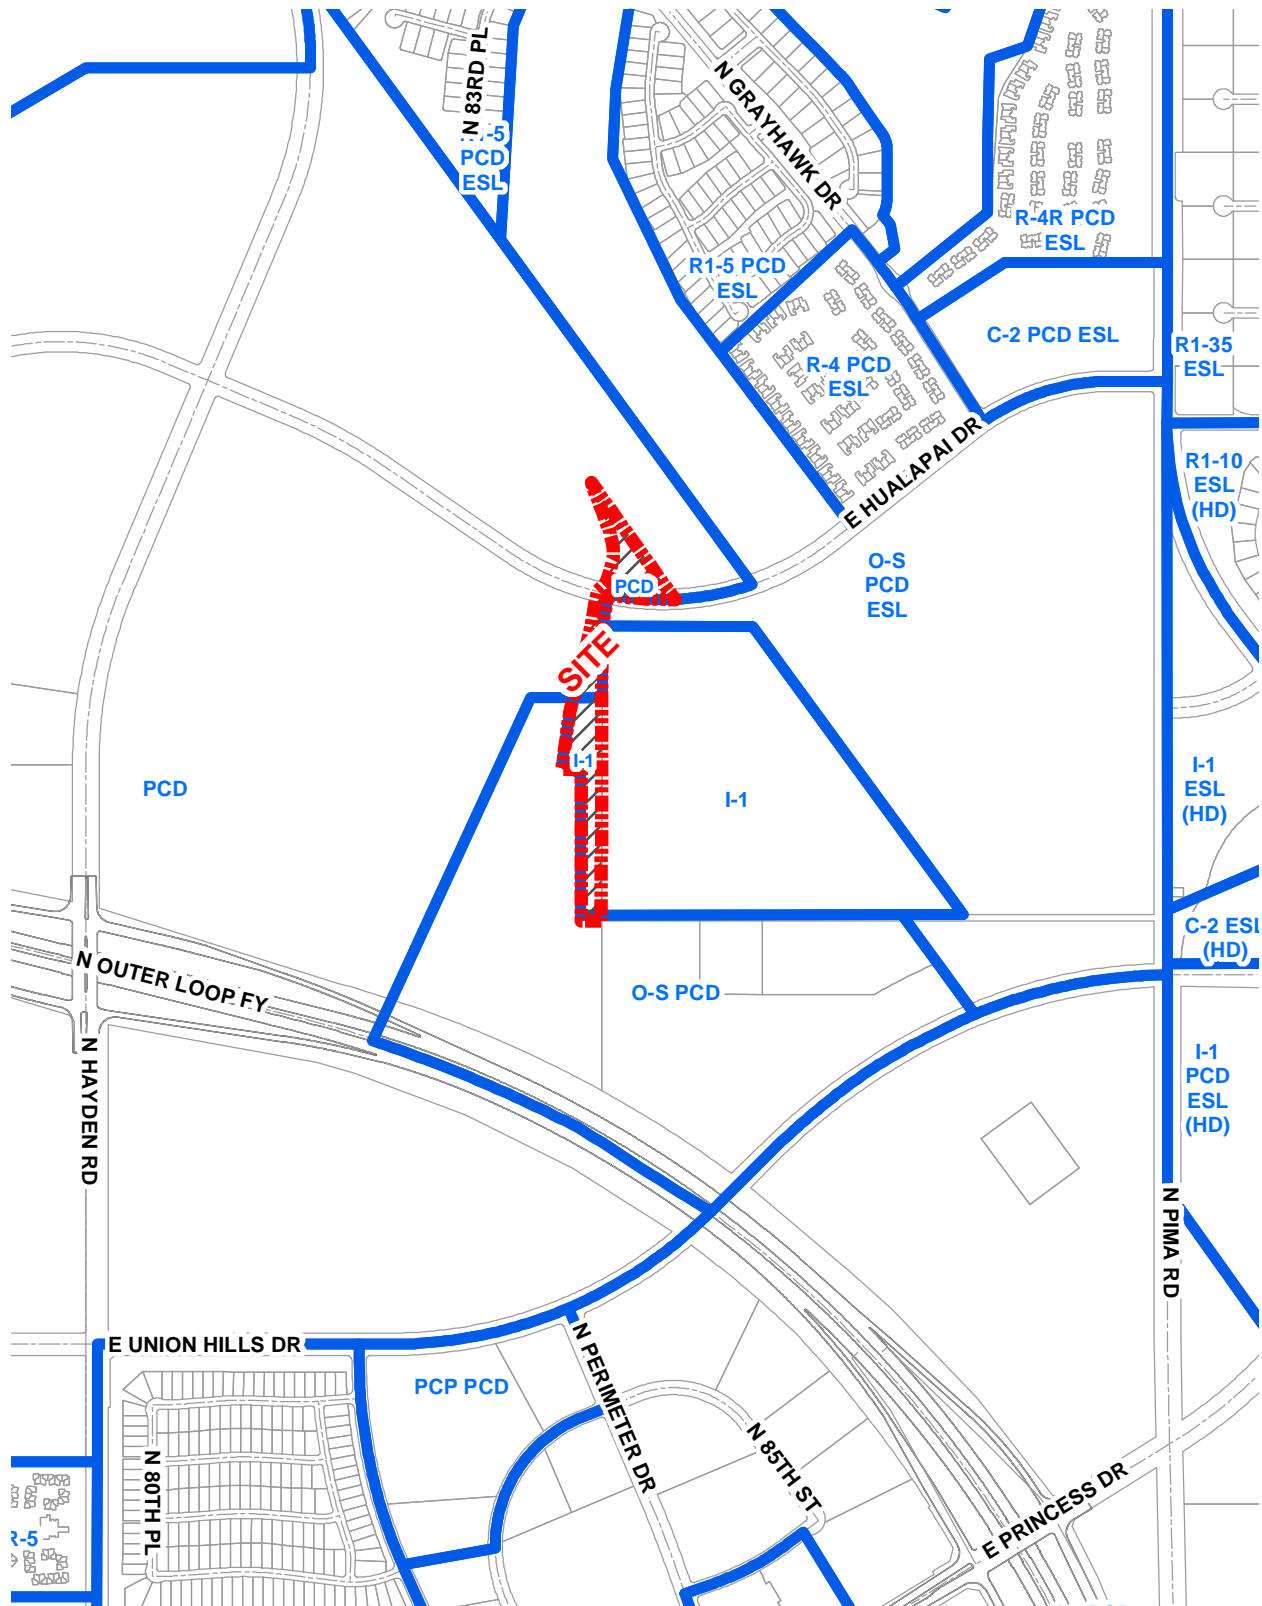 N 83RD PL
-5
PCD
ESL
N GRAYHAWK DR
R-4R PCD
ESL
R1-5 PCD
ESL
C-2 PCD ESL
R1-35
ESL
R-4 PCD
ESL
E HUALAPAI DR
R1-10
ESL
(HD)
O-S
PCD
ESL
PCD
SITE
I-1
PCD
I-1
I-1
ESL
(HD)
C-2 ESL
(HD)
N OUTER LOOP FY
O-S PCD
N HAYDEN RD
I-1
PCD
ESL
(HD)
N PIMA RD
E UNION HILLS DR
PCP PCD
N PERIMETER DR
N 85TH ST
N 80TH PL
E PRINCESS DR
R-5